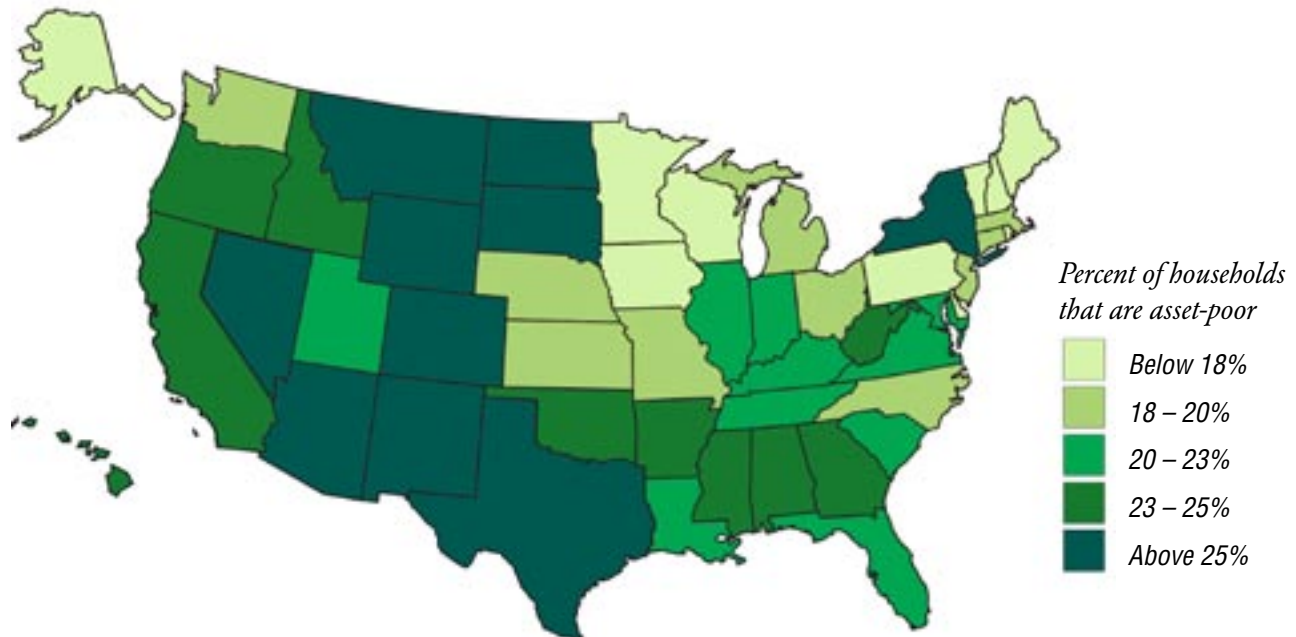 Percent of households
that are asset-poor
Below 18%
18 – 20%
20 – 23%
23 – 25%
Above 25%